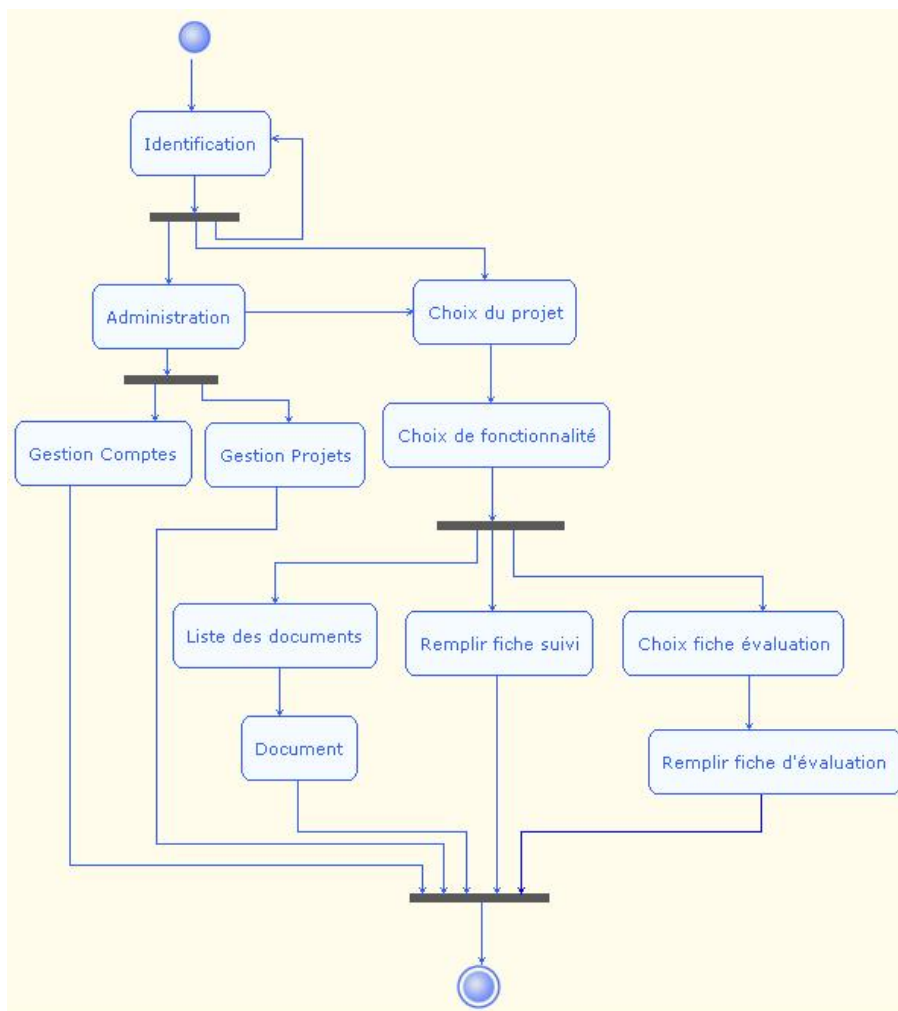 Identification
Administration
Choix du projet
Choix de fonctionnalité
Gestion Comptes
Gestion Projets
Liste des documents
Remplir fiche suivi
Choix fiche évaluation
Document
Remplir fiche d'évaluation